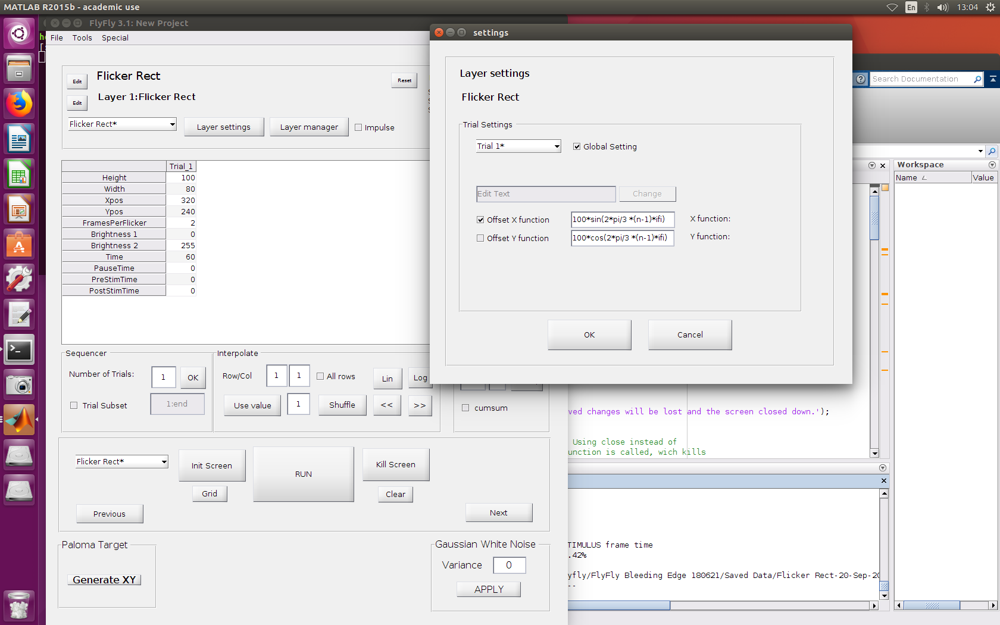 MATLAB R2015b - academic use
En
13:04
FlyFly 3.1: New Project
File Tools Special
Edit
Flicker Rect
Reset
Edit
Layer 1:Flicker Rect
Flicker Rect*
Layer settings
Layer manager
Impulse
Trial_1
Height 100
Width 80
Xpos 320
Ypos 240
FramesPerFlicker 2
Brightness 1 0
Brightness 2 255
Time 60
PauseTime 0
PreStimTime 0
PostStimTime 0
Sequencer
Number of Trials: 1 OK
Trial Subset 1:end
Interpolate
Row/Col 1 1 All rows Lin Log
Use value 1 Shuffle << >>
cumsum
Flicker Rect*
Init Screen
RUN
Kill Screen
Grid
Clear
Previous
Next
Paloma Target
Generate XY
Gaussian White Noise
Variance 0
APPLY
settings
Layer settings
Flicker Rect
Trial Settings
Trial 1*
Global Setting
Edit Text
Change
Offset X function 100*sin(2*pi/3 *(n-1)*ifi) X function:
Offset Y function 100*cos(2*pi/3 *(n-1)*ifi) Y function:
OK
Cancel
Search Documentation
Workspace
Name Value
ved changes will be lost and the screen closed down.');
Using close instead of
unction is called, wich kills
TIMULUS frame time
.42%
yfly/FlyFly Bleeding Edge 180621/Saved Data/Flicker Rect-20-Sep-20
--